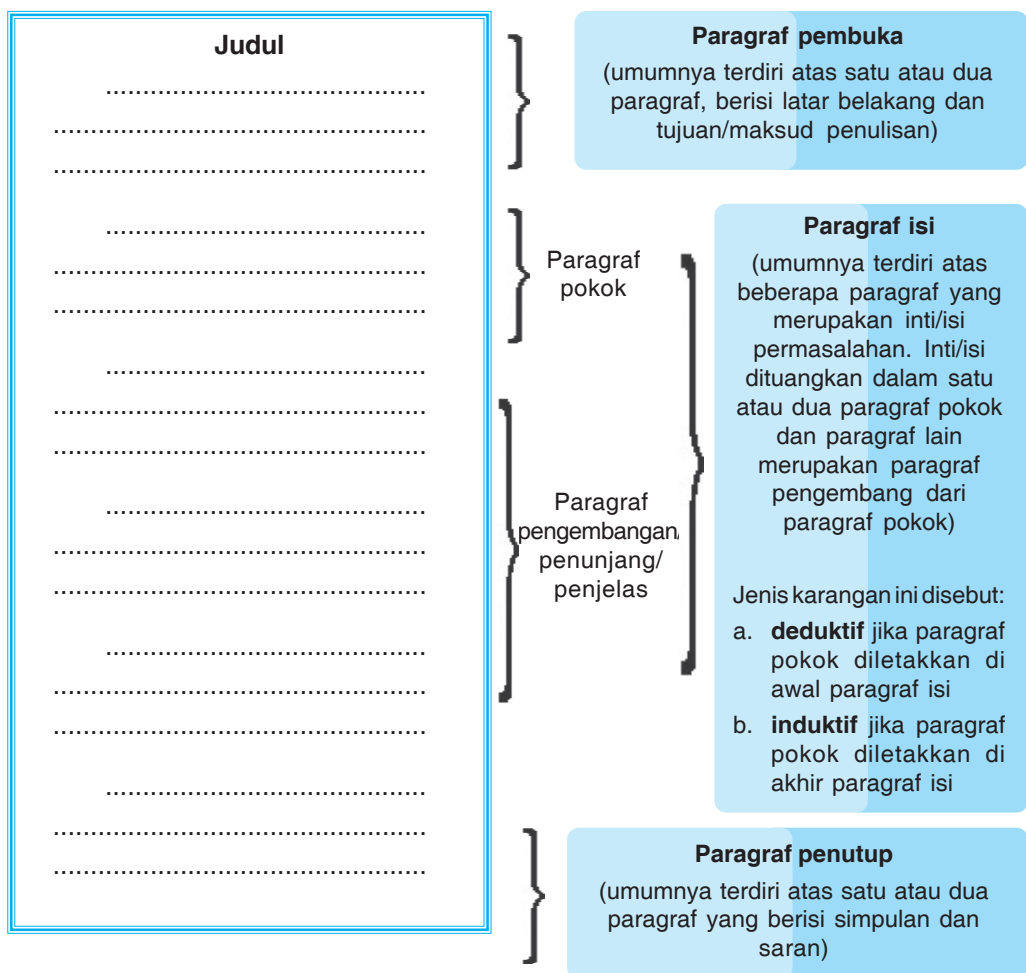 Judul
Paragraf pembuka
(umumnya terdiri atas satu atau dua
paragraf, berisi latar belakang dan
tujuan/maksud penulisan)
Paragraf
pokok
Paragraf
pengembangan/
penunjang/
penjelas
Paragraf isi
(umumnya terdiri atas
beberapa paragraf yang
merupakan inti/isi
permasalahan. Inti/isi
dituangkan dalam satu
atau dua paragraf pokok
dan paragraf lain
merupakan paragraf
pengembang dari
paragraf pokok)
Jenis karangan ini disebut:
a. deduktif jika paragraf
pokok diletakkan di
awal paragraf isi
b. induktif jika paragraf
pokok diletakkan di
akhir paragraf isi
Paragraf penutup
(umumnya terdiri atas satu atau dua
paragraf yang berisi simpulan dan
saran)